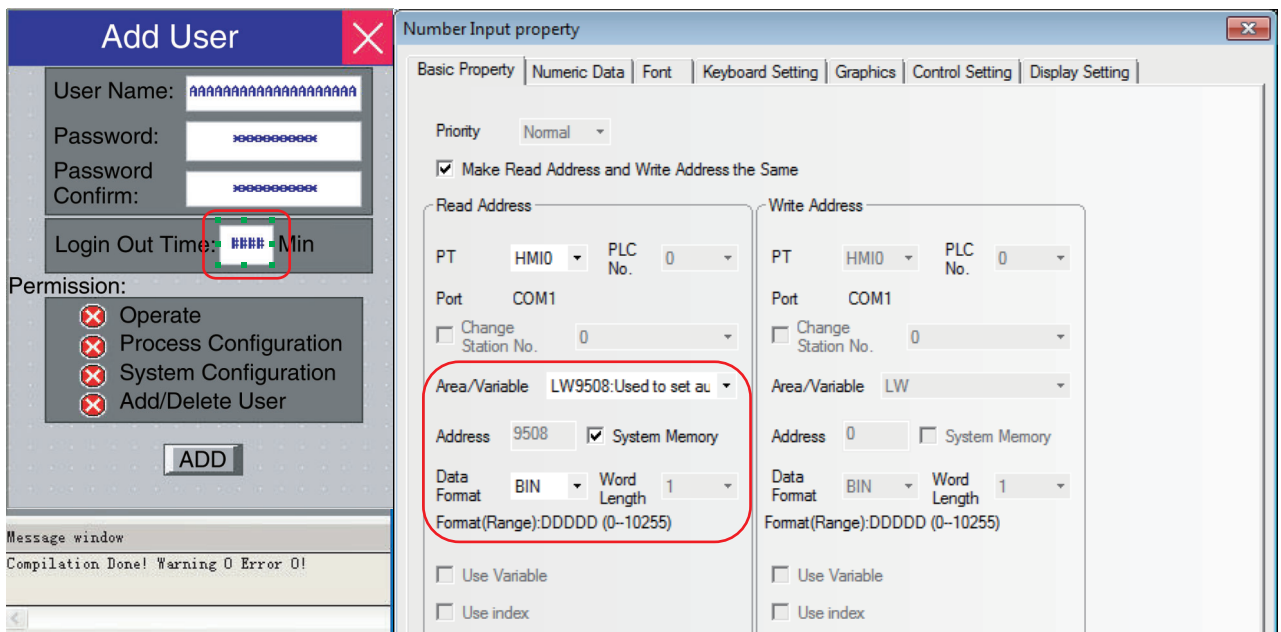 Add User
User Name: AAAAAAAAAAAAAAAAAAAA
Password: **********
Password
Confirm: **********
Login Out Time: #### Min
Permission:
Operate
Process Configuration
System Configuration
Add/Delete User
ADD
Message window
Compilation Done! Warning 0 Error 0!
Number Input property
Basic Property Numeric Data Font Keyboard Setting Graphics Control Setting Display Setting
Priority Normal
Make Read Address and Write Address the Same
Read Address
PT HMI0 PLC No. 0
Port COM1
Change Station No. 0
Area/Variable LW9508:Used to set au
Address 9508 System Memory
Data Format BIN Word Length 1
Format(Range):DDDDD (0--10255)
Use Variable
Use index
Write Address
PT HMI0 PLC No. 0
Port COM1
Change Station No. 0
Area/Variable LW
Address 0 System Memory
Data Format BIN Word Length 1
Format(Range):DDDDD (0--10255)
Use Variable
Use index